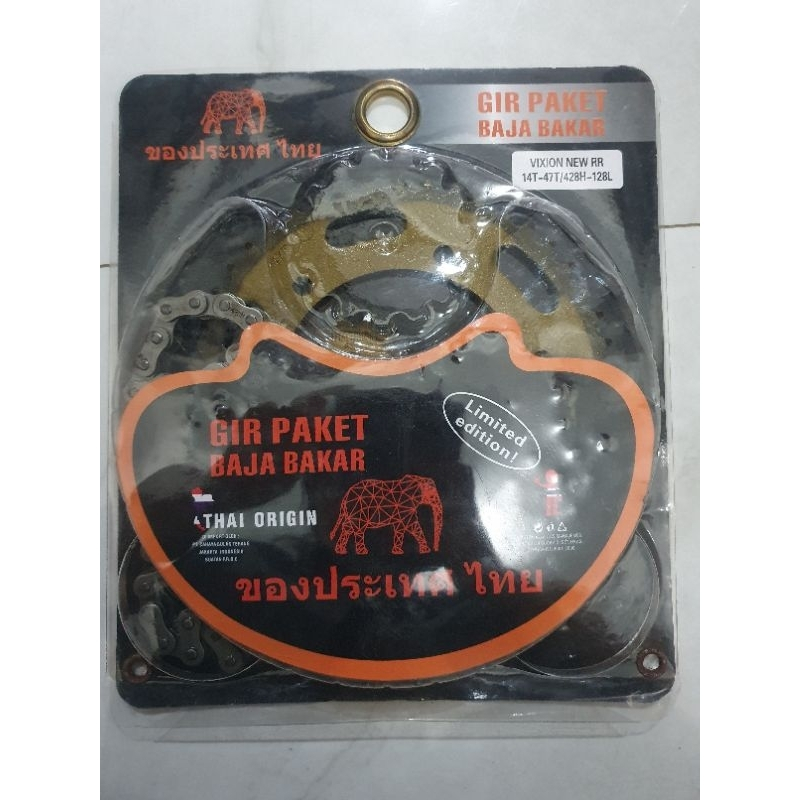 ของประเทศ ไทย
GIR PAKET
BAJA BAKAR
VIXION NEW RR
14T-47T/428H-128L
GIR PAKET
BAJA BAKAR
Limited
edition!
THAI ORIGIN
JAKARTA INDONESIA
ของประเทศ ไทย